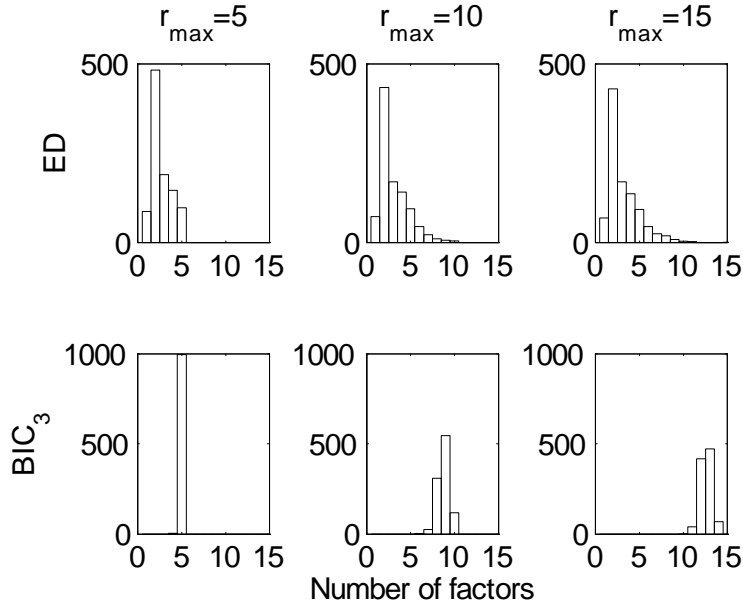 r_max=5 r_max=10 r_max=15
500 500 500
ED
0 0 0
0 5 10 15 0 5 10 15 0 5 10 15
1000 1000 1000
BIC_3
500 500 500
0 0 0
0 5 10 15 0 5 10 15 0 5 10 15
Number of factors